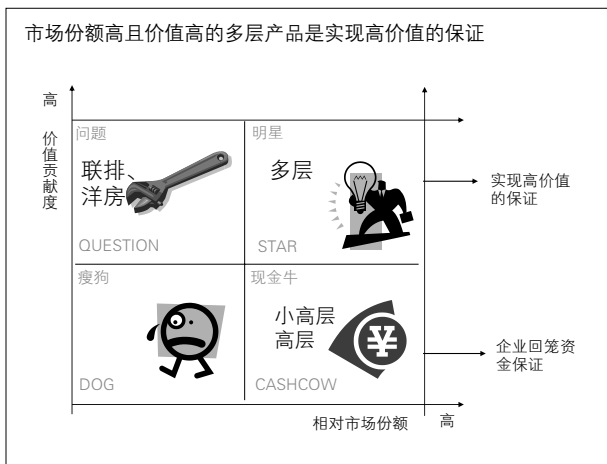 市场份额高且价值高的多层产品是实现高价值的保证
高
价值贡献度
问题
联排、
洋房
QUESTION
明星
多层
STAR
实现高价值
的保证
瘦狗
DOG
现金牛
小高层
高层
¥
CASHCOW
企业回笼资
金保证
相对市场份额
高